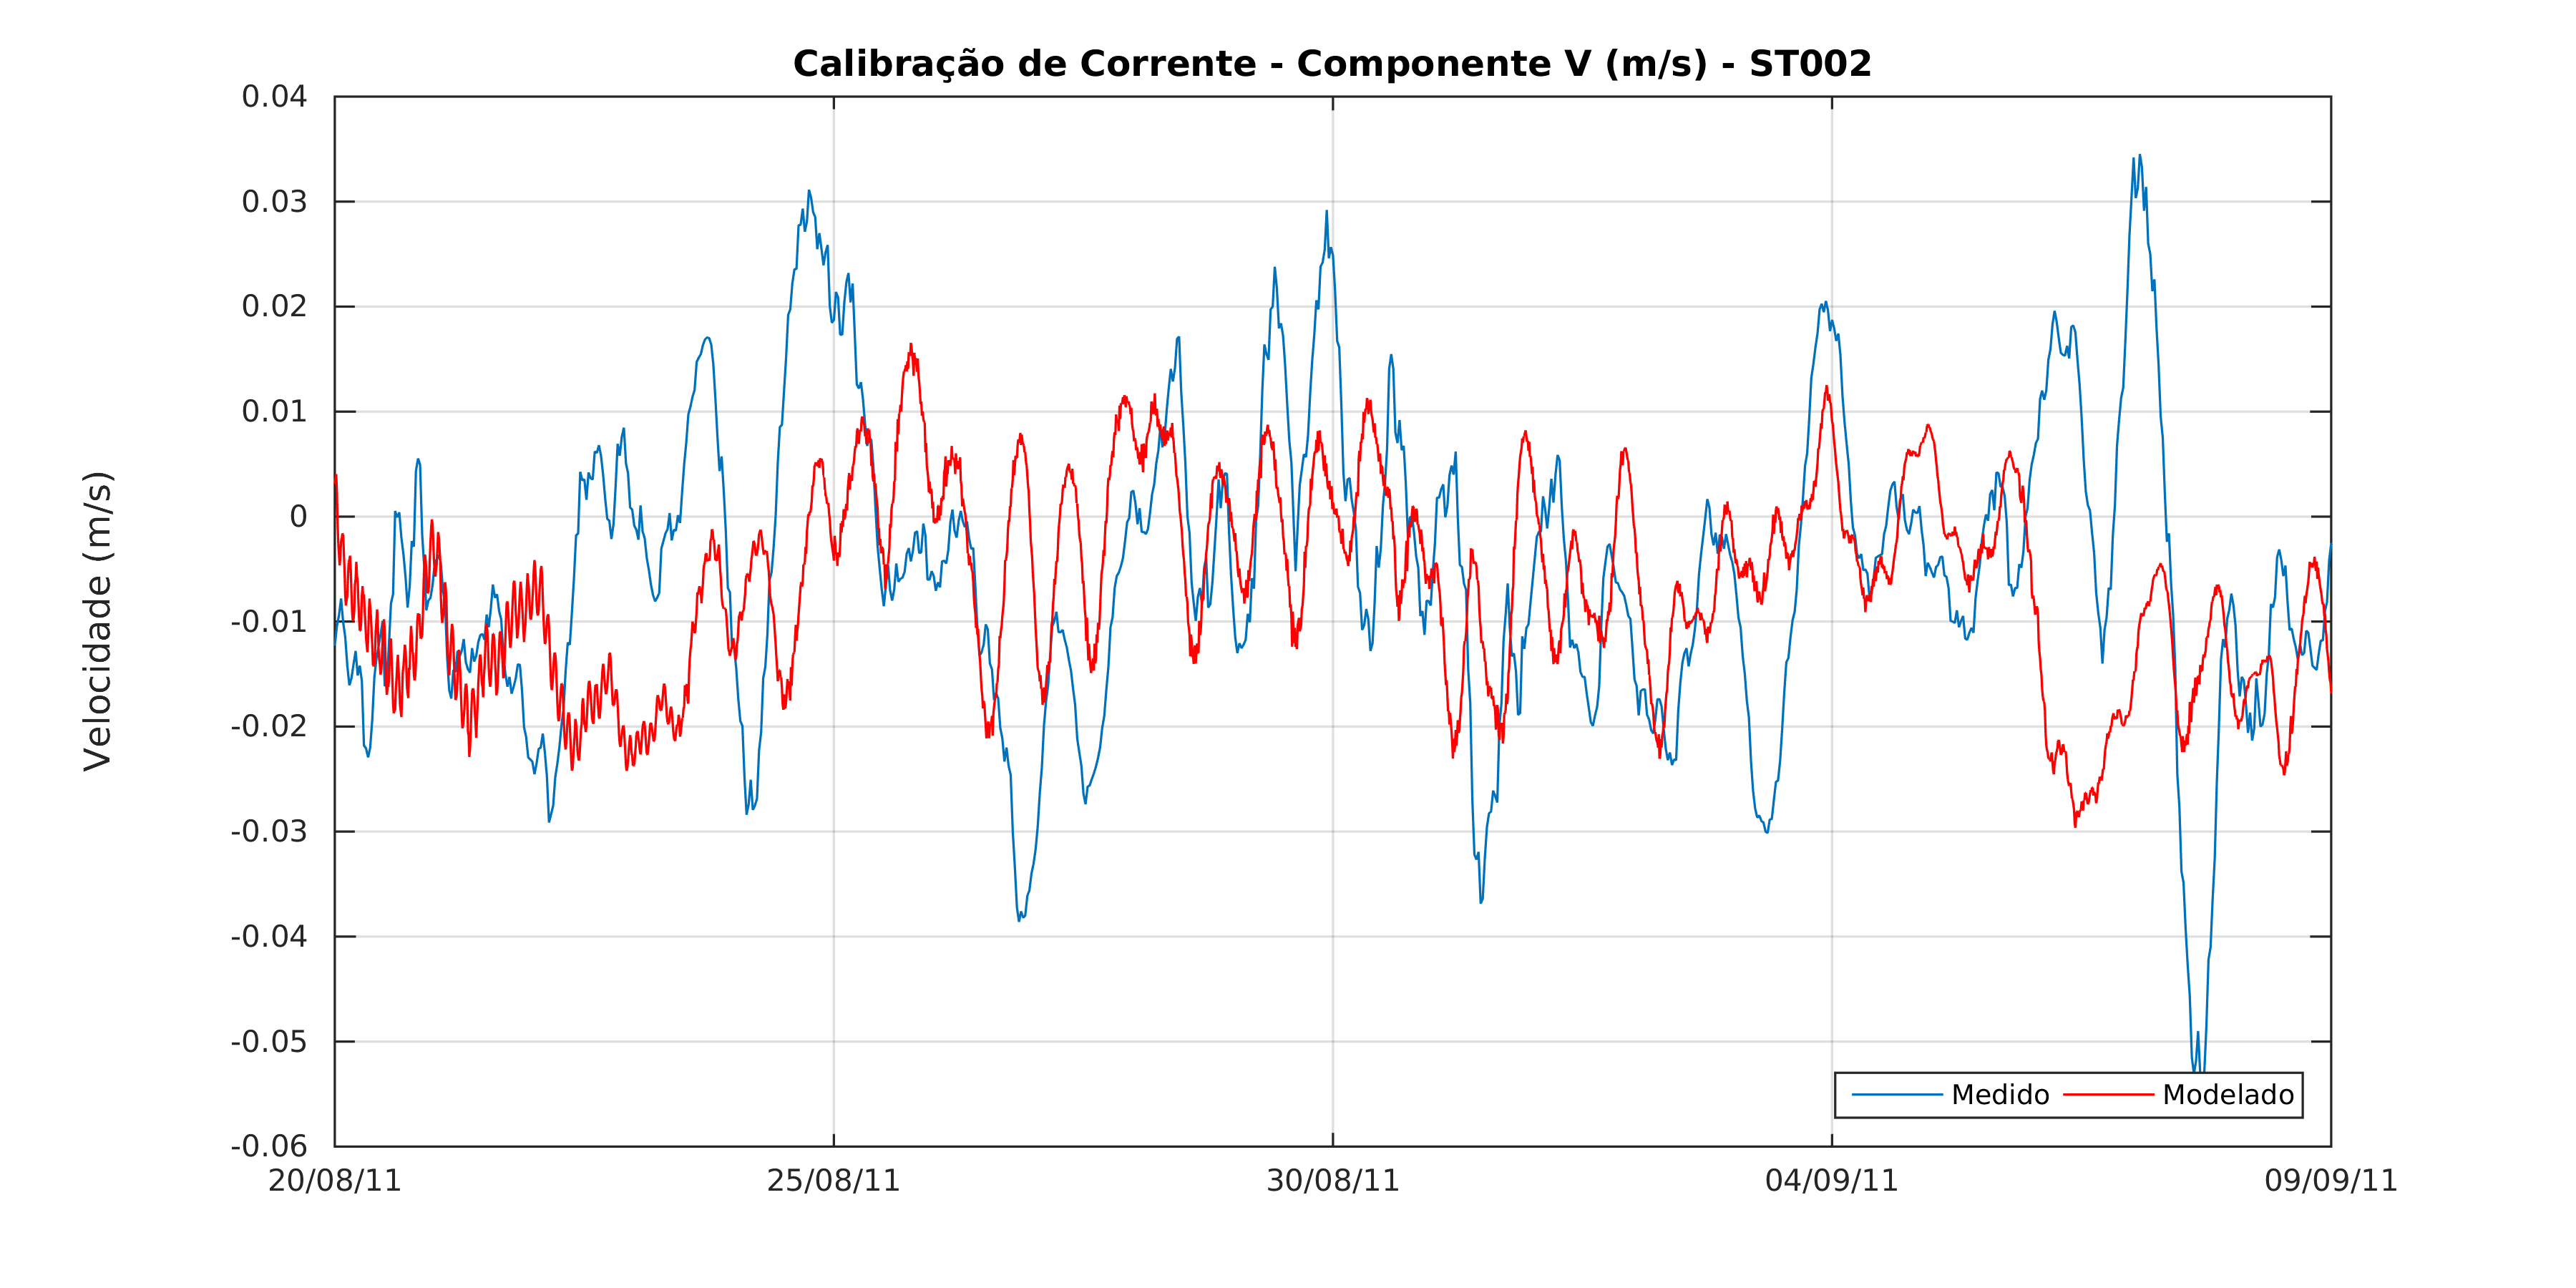 Calibração de Corrente - Componente V (m/s) - ST002
Velocidade (m/s)
0.04
0.03
0.02
0.01
0
-0.01
-0.02
-0.03
-0.04
-0.05
-0.06
20/08/11 25/08/11 30/08/11 04/09/11 09/09/11
Medido Modelado